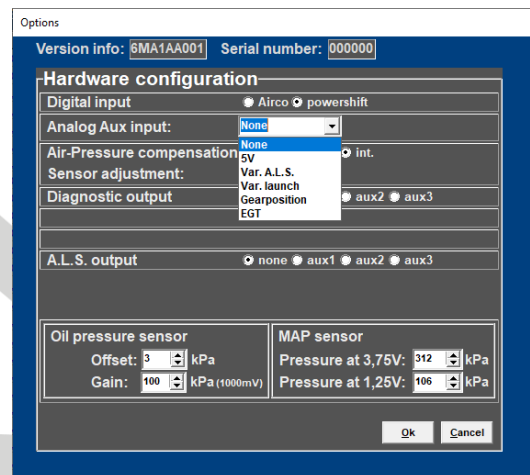 Options
Version info: 6MA1AA001 Serial number: 000000
Hardware configuration
Digital input Airco powershift
Analog Aux input: None
None
5V
Var. A.L.S.
Var. launch
Gearposition
EGT
Air-Pressure compensation int.
Sensor adjustment:
Diagnostic output aux2 aux3
A.L.S. output none aux1 aux2 aux3
Oil pressure sensor
Offset: 3 kPa
Gain: 100 kPa (1000mV)
MAP sensor
Pressure at 3,75V: 312 kPa
Pressure at 1,25V: 106 kPa
Ok Cancel